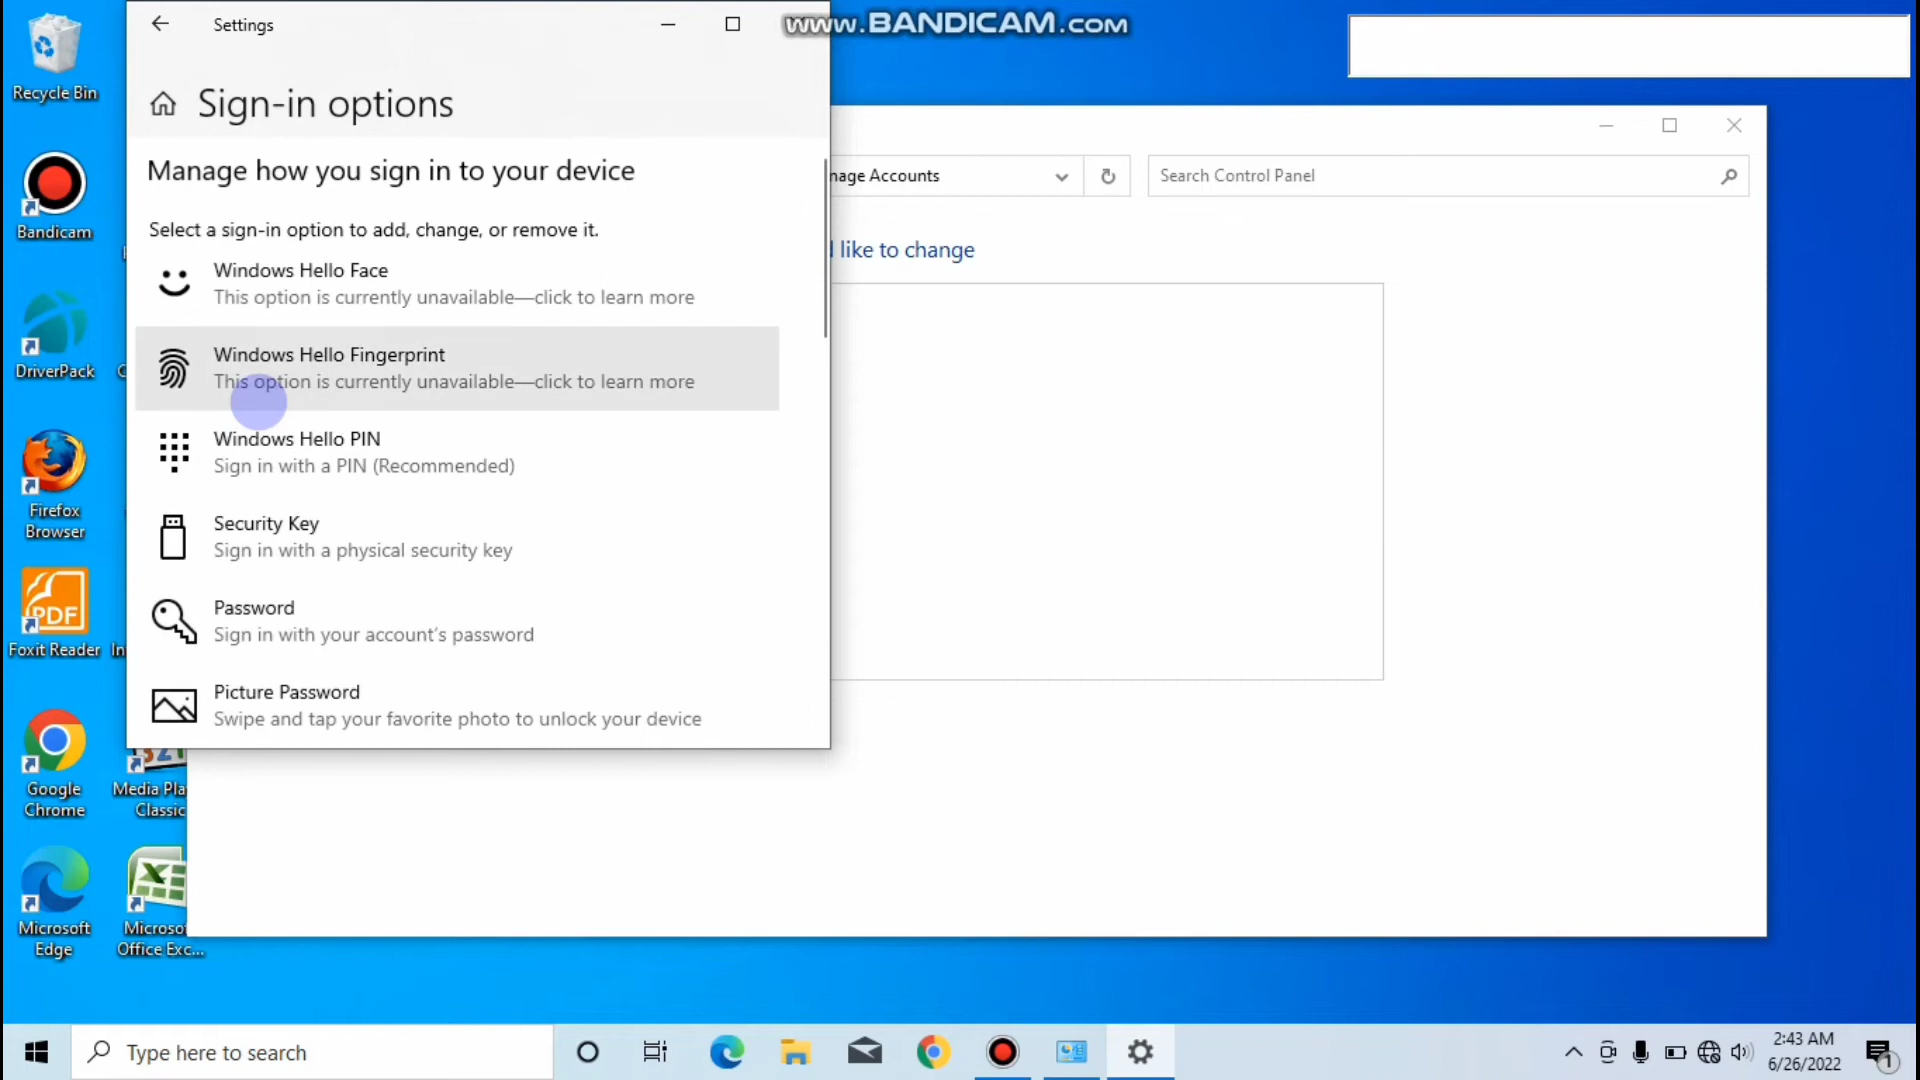 Settings
www.BANDICAM.com
Sign-in options
Manage how you sign in to your device
Select a sign-in option to add, change, or remove it.
Windows Hello Face
This option is currently unavailable—click to learn more
Windows Hello Fingerprint
This option is currently unavailable—click to learn more
Windows Hello PIN
Sign in with a PIN (Recommended)
Security Key
Sign in with a physical security key
Password
Sign in with your account's password
Picture Password
Swipe and tap your favorite photo to unlock your device
nage Accounts
Search Control Panel
like to change
Recycle Bin
Bandicam
DriverPack
Firefox
Browser
PDF
Foxit Reader
In
Google
Chrome
Media Pla
Classic
Microsoft
Edge
Microso
Office Exc...
Type here to search
2:43 AM
6/26/2022
1